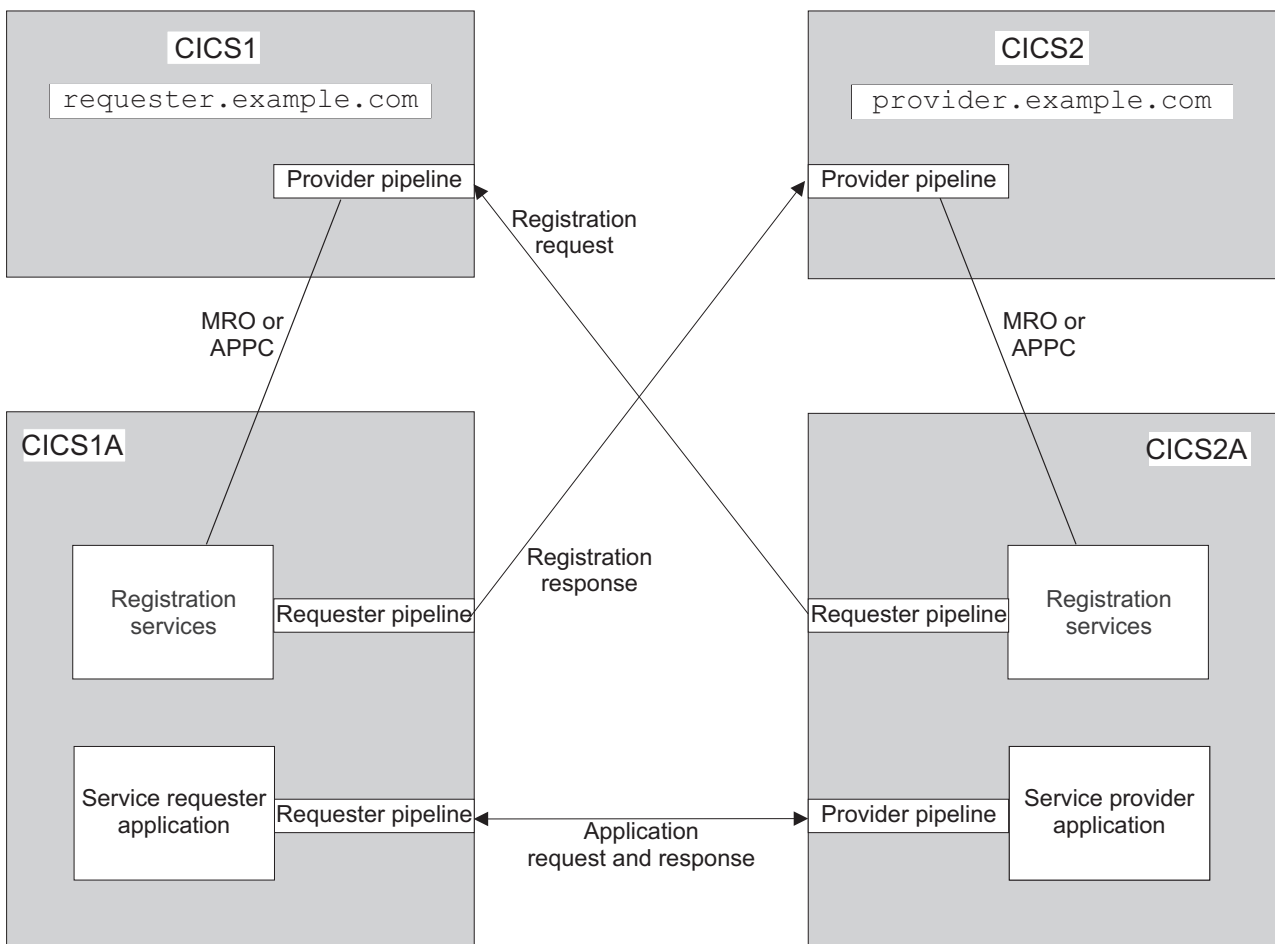 CICS1
CICS2
requester.example.com
provider.example.com
Provider pipeline
Provider pipeline
Registration
request
MRO or
APPC
MRO or
APPC
CICS1A
CICS2A
Registration
response
Registration
services
Requester pipeline
Requester pipeline
Registration
services
Service requester
application
Requester pipeline
Application
request and response
Provider pipeline
Service provider
application